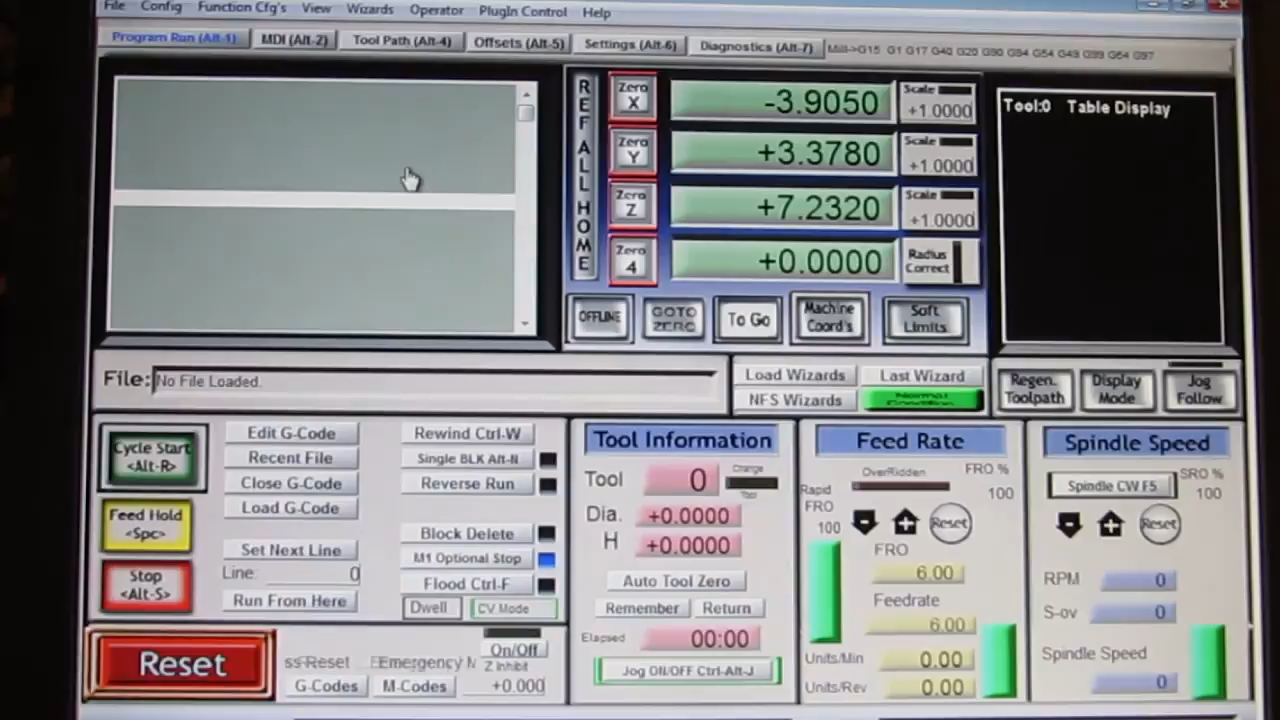 File Config Function Cfg's View Wizards Operator PlugIn Control Help
Program Run (Alt-1) MDI (Alt-2) Tool Path (Alt-4) Offsets (Alt-5) Settings (Alt-6) Diagnostics (Alt-7) Mill->G15 G1 G17 G40 G20 G90 G94 G54 G49 G99 G64 G97
REF ALL HOME
Zero X -3.9050 Scale +1.0000
Zero Y +3.3780 Scale +1.0000
Zero Z +7.2320 Scale +1.0000
Zero 4 +0.0000 Radius Correct
OFFLINE GOTO ZERO To Go Machine Coord's Soft Limits
Tool:0 Table Display
File: No File Loaded.
Load Wizards Last Wizard
NFS Wizards Normal Condition
Regen. Toolpath Display Mode Jog Follow
Cycle Start
<Alt-R>
Feed Hold
<Spc>
Stop
<Alt-S>
Edit G-Code
Recent File
Close G-Code
Load G-Code
Set Next Line
Line: 0
Run From Here
Rewind Ctrl-W
Single BLK Alt-N
Reverse Run
Block Delete
M1 Optional Stop
Flood Ctrl-F
Dwell CV Mode
Reset
G-Codes M-Codes
On/Off
Z Inhibit
+0.000
Tool Information
Tool 0 Change Tool
Dia. +0.0000
H +0.0000
Auto Tool Zero
Remember Return
Elapsed 00:00
Jog ON/OFF Ctrl-Alt-J
Feed Rate
OverRidden FRO %
100
Rapid
FRO
100
Reset
FRO
6.00
Feedrate
6.00
Units/Min 0.00
Units/Rev 0.00
Spindle Speed
Spindle CW F5 SRO %
100
Reset
RPM 0
S-ov 0
Spindle Speed
0